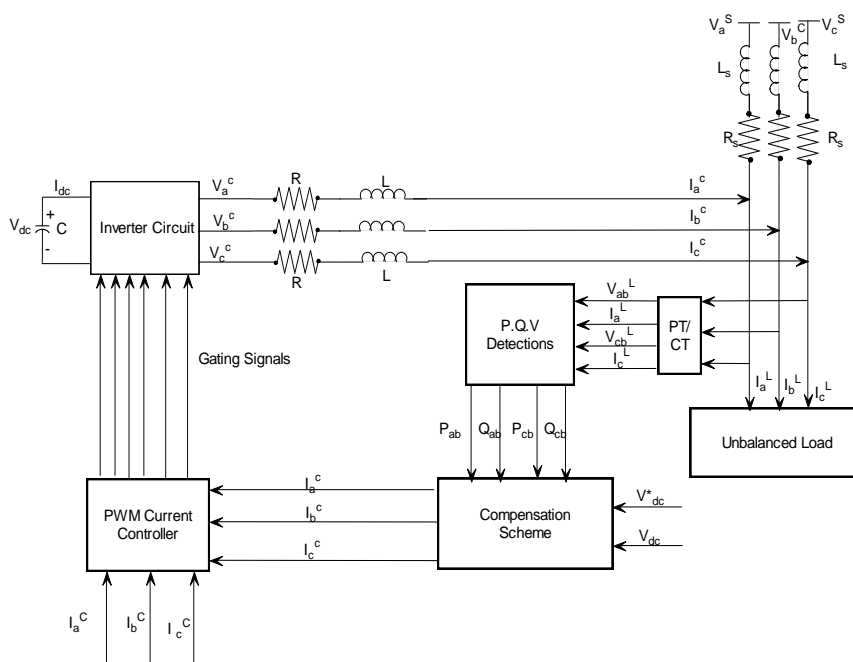 V_a^S V_b^C V_c^S
L_s L_s
R_s R_s
I_dc V_a^c R L I_a^c
V_dc + C - Inverter Circuit V_b^c I_b^c
V_c^c R L I_c^c
Gating Signals
P.Q.V
Detections
V_ab^L
I_a^L
V_cb^L
I_c^L
PT/
CT
I_a^L I_b^L I_c^L
Unbalanced Load
P_ab Q_ab P_cb Q_cb
PWM Current
Controller
I_a^c
I_b^c
I_c^c
Compensation
Scheme
V*_dc
V_dc
I_a^C I_b^C I_c^C